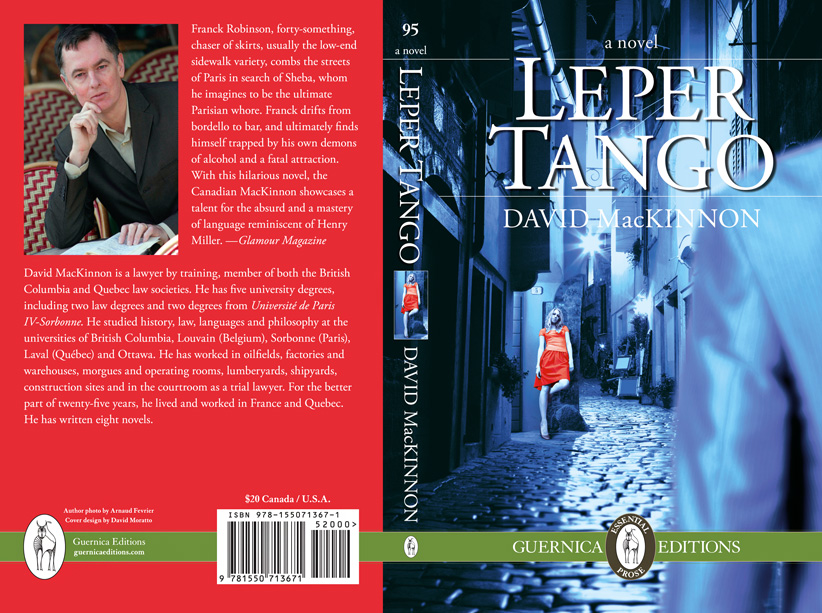 Franck Robinson, forty-something,
chaser of skirts, usually the low-end
sidewalk variety, combs the streets
of Paris in search of Sheba, whom
he imagines to be the ultimate
Parisian whore. Franck drifts from
bordello to bar, and ultimately finds
himself trapped by his own demons
of alcohol and a fatal attraction.
With this hilarious novel, the
Canadian MacKinnon showcases a
talent for the absurd and a mastery
of language reminiscent of Henry
Miller. —Glamour Magazine
David MacKinnon is a lawyer by training, member of both the British
Columbia and Quebec law societies. He has five university degrees,
including two law degrees and two degrees from Université de Paris
IV-Sorbonne. He studied history, law, languages and philosophy at the
universities of British Columbia, Louvain (Belgium), Sorbonne (Paris),
Laval (Québec) and Ottawa. He has worked in oilfields, factories and
warehouses, morgues and operating rooms, lumberyards, shipyards,
construction sites and in the courtroom as a trial lawyer. For the better
part of twenty-five years, he lived and worked in France and Quebec.
He has written eight novels.
Author photo by Arnaud Fevrier
Cover design by David Moratto
Guernica Editions
guernicaeditions.com
$20 Canada / U.S.A.
ISBN 978-155071367-1
52000>
9 781550 713671
95
a novel
LEPER TANGO
DAVID MACKINNON
a novel
LEPER
TANGO
DAVID MacKINNON
GUERNICA EDITIONS
ESSENTIAL
PROSE